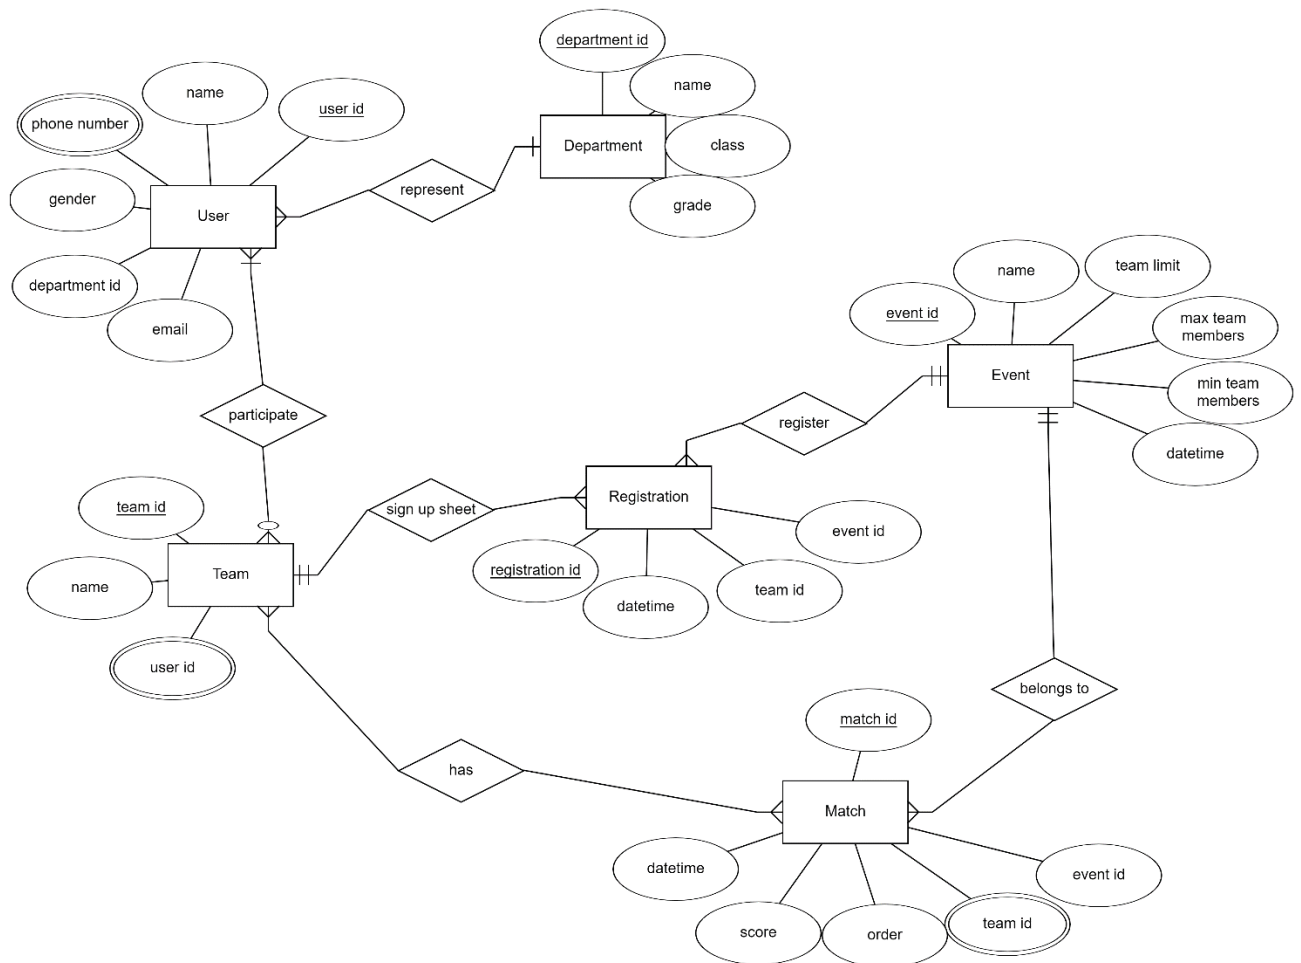 department id
name
class
grade
Department
name
user id
phone number
gender
User
department id
email
represent
participate
event id
name
team limit
max team
members
min team
members
datetime
Event
register
team id
name
Team
user id
sign up sheet
Registration
registration id
datetime
team id
event id
belongs to
has
match id
Match
datetime
score
order
team id
event id